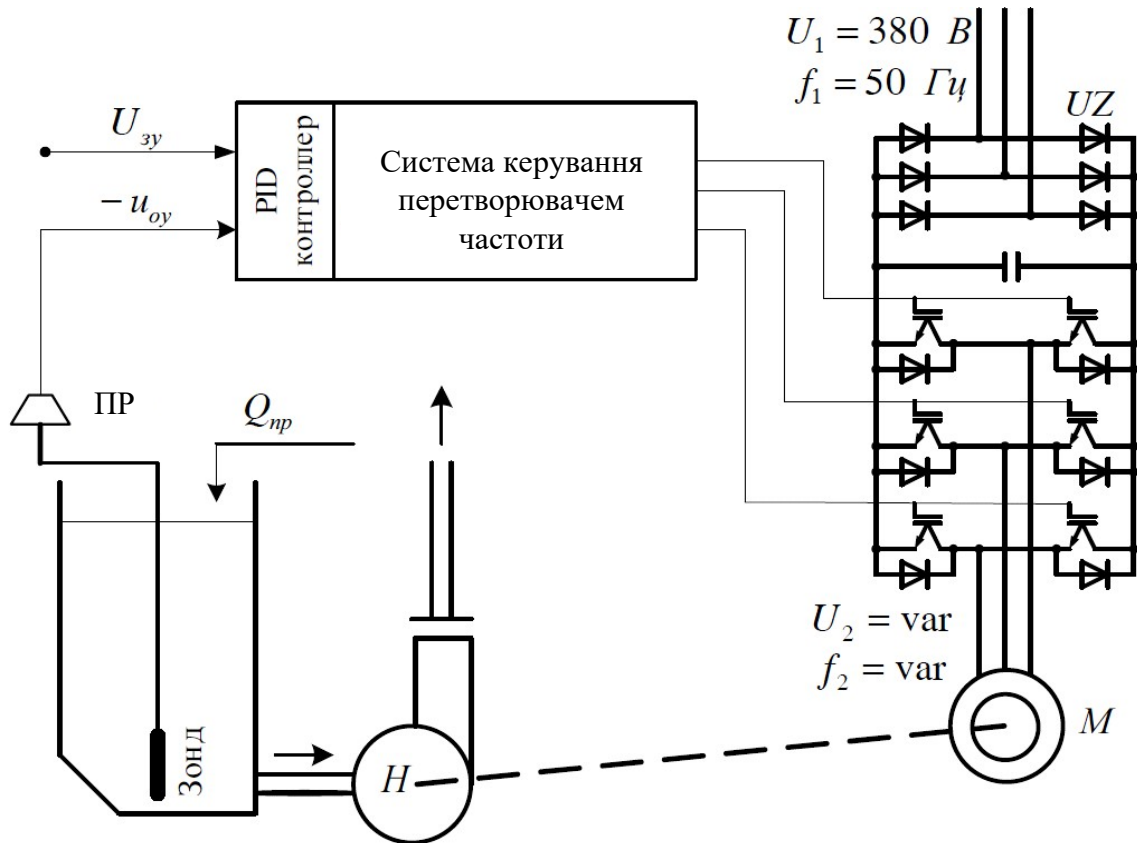 U₁ = 380 В
f₁ = 50 Гц
UZ
Uзу
− uоу
PID
контроллер
Система керування
перетворювачем
частоти
ПР
Qпр
Зонд
Н
U₂ = var
f₂ = var
М